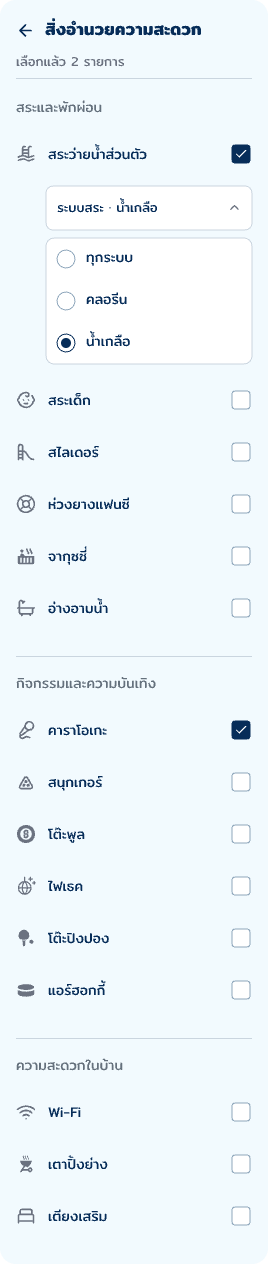 สิ่งอำนวยความสะดวก
เลือกแล้ว 2 รายการ
สระและพักผ่อน
สระว่ายน้ำส่วนตัว
ระบบสระ · น้ำเกลือ
ทุกระบบ
คลอรีน
น้ำเกลือ
สระเด็ก
สไลเดอร์
ห่วงยางแฟนซี
จากุซซี่
อ่างอาบน้ำ
กิจกรรมและความบันเทิง
คาราโอเกะ
สนุกเกอร์
โต๊ะพูล
ไฟเธค
โต๊ะปิงปอง
แอร์ฮอกกี้
ความสะดวกในบ้าน
Wi-Fi
เตาปิ้งย่าง
เตียงเสริม